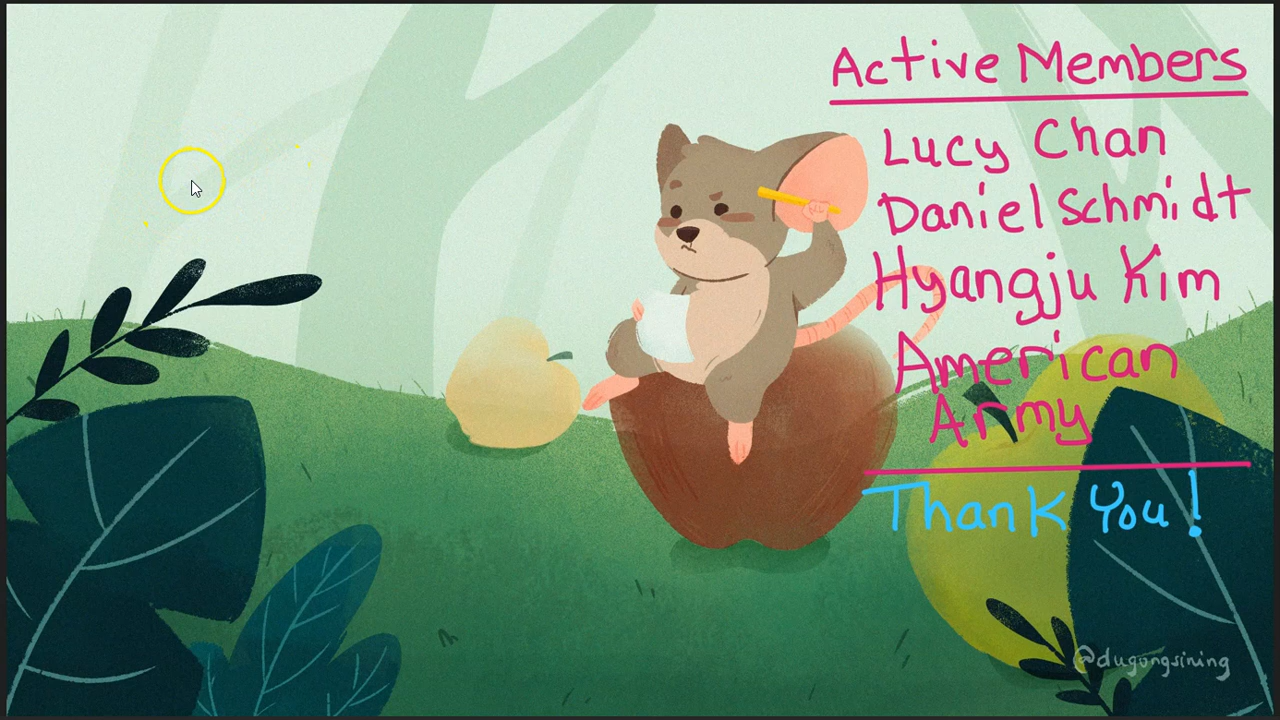 Active Members
Lucy Chan
Daniel Schmidt
Hyangju Kim
American
Army
Thank You!
@dugongsining